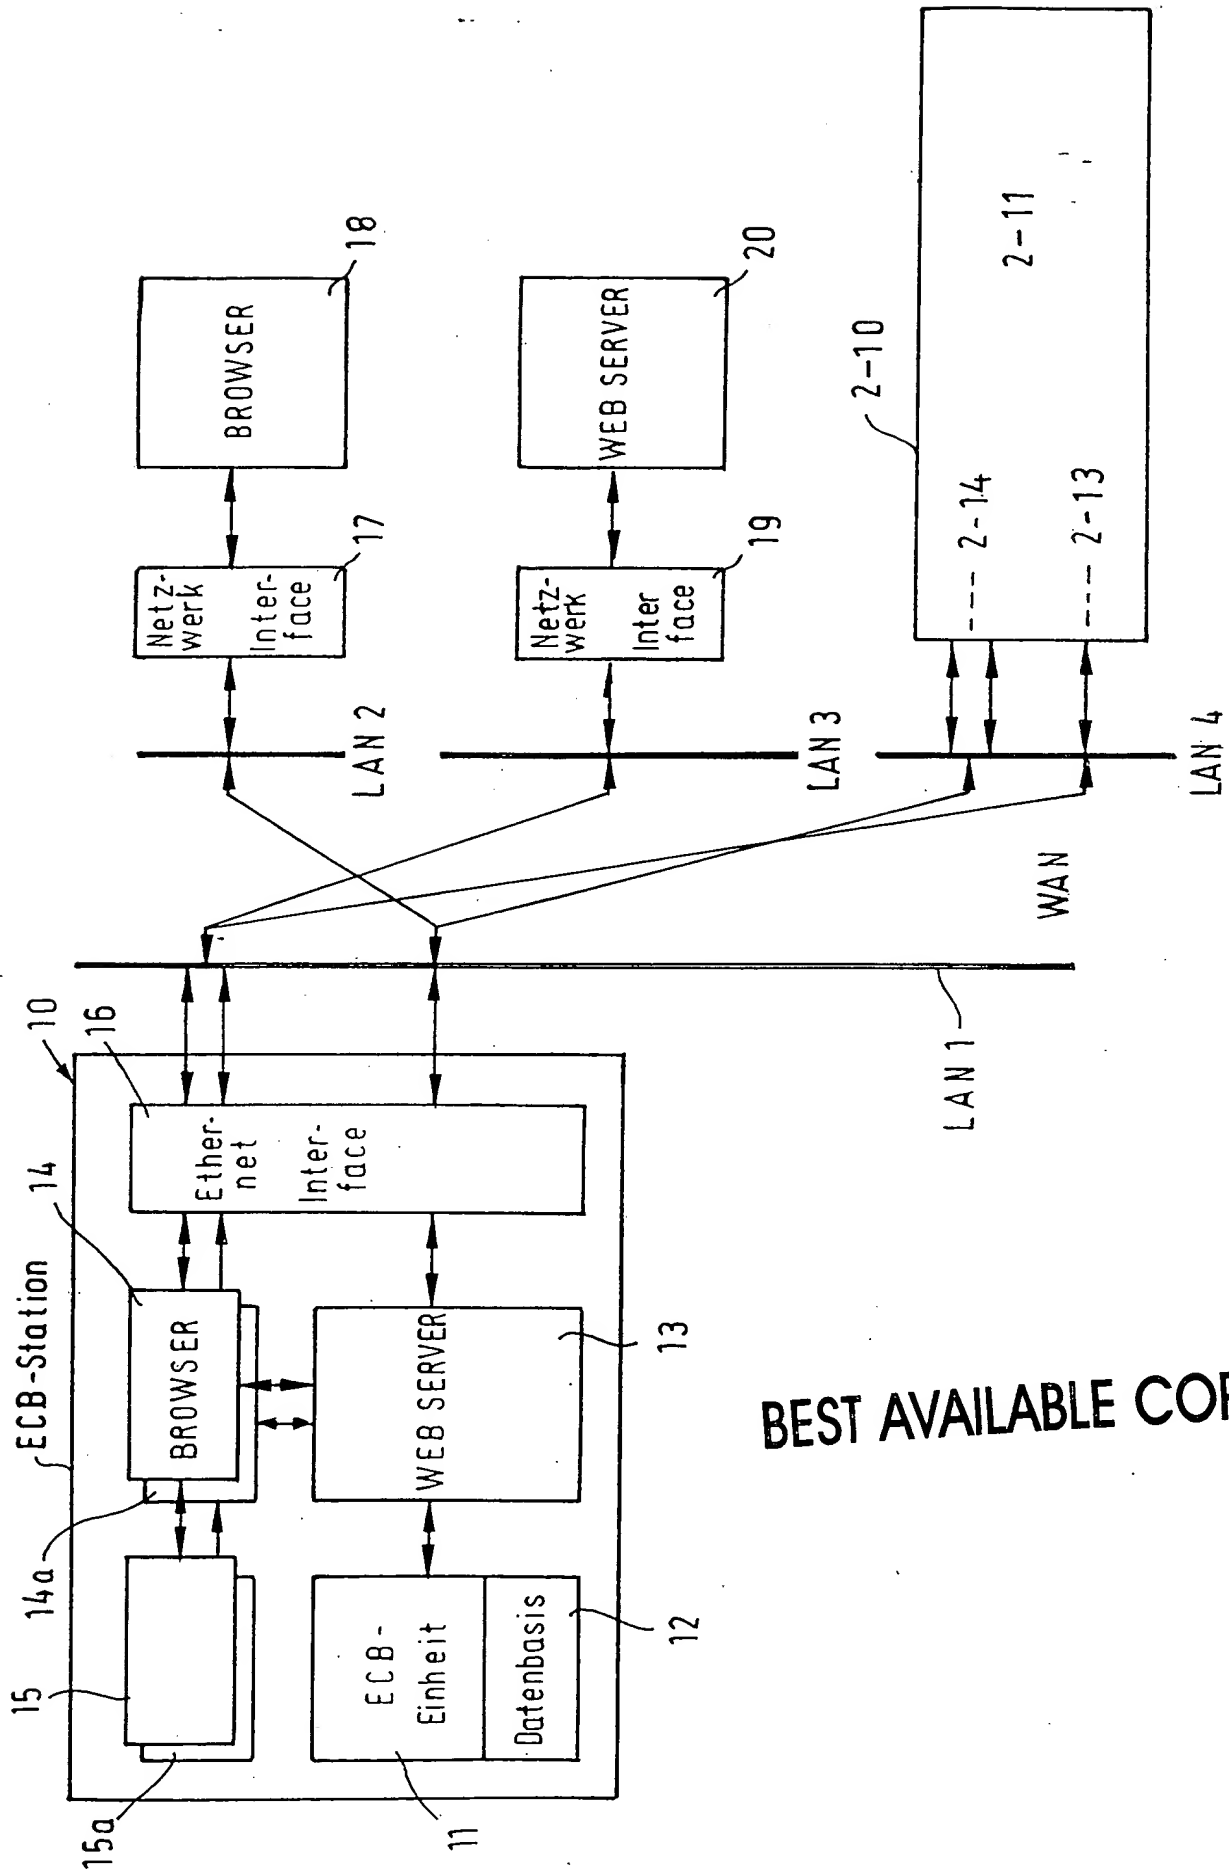 ECB-Station
10
15
14a
14
16
15a
BROWSER
Ether-
net
Inter-
face
ECB-
Einheit
Datenbasis
WEB SERVER
11
12
13
LAN 1
WAN
LAN 2
LAN 3
LAN 4
Netz-
werk
Inter-
face
17
BROWSER
18
Netz-
werk
Inter
face
19
WEB SERVER
20
2-10
2-14
2-11
2-13
BEST AVAILABLE COP